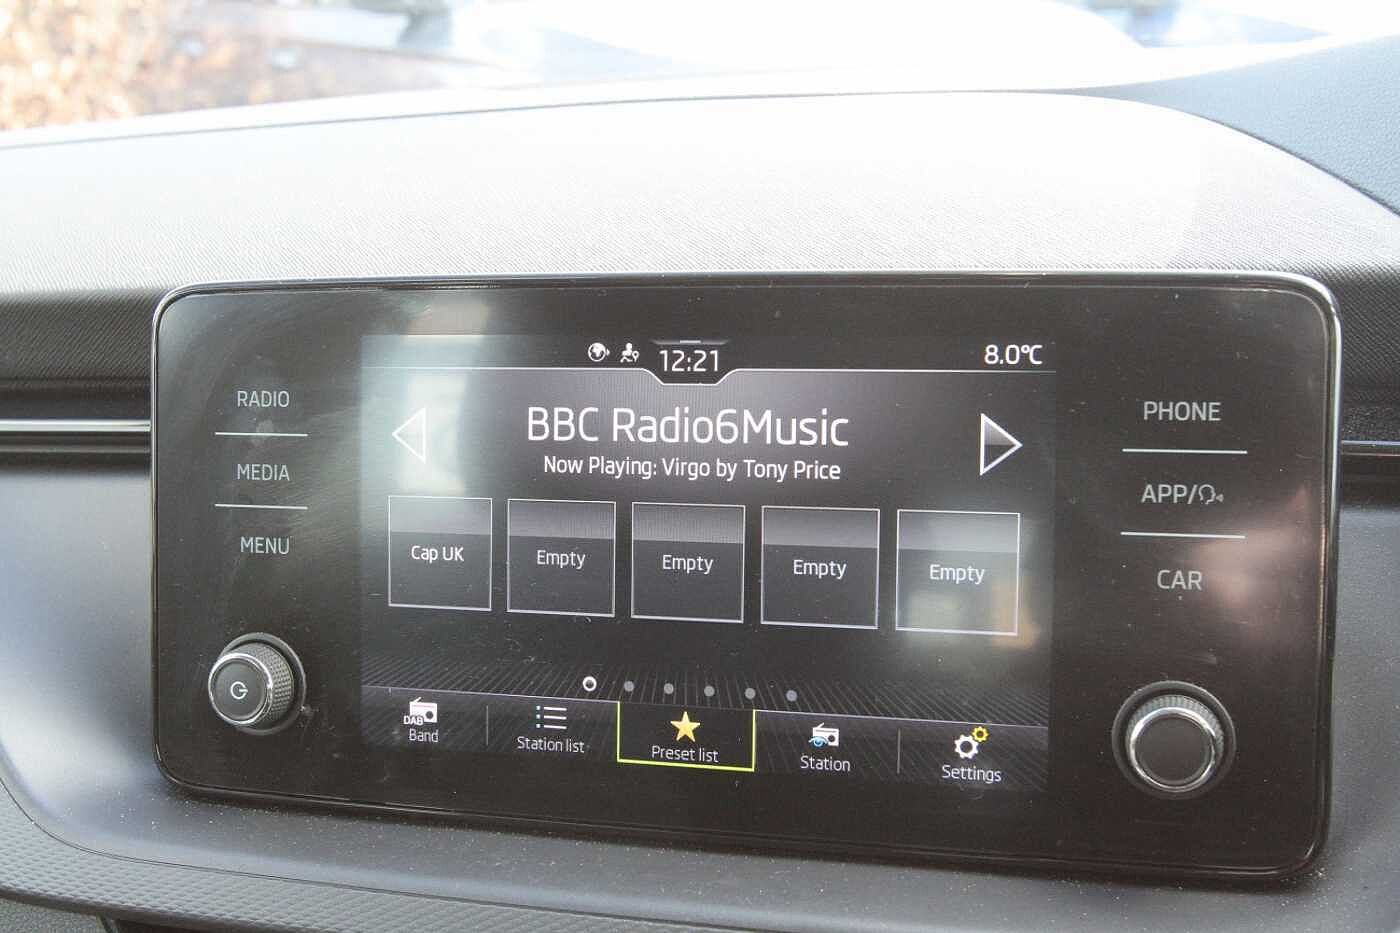 12:21
8.0°C
RADIO
MEDIA
MENU
BBC Radio6Music
Now Playing: Virgo by Tony Price
Cap UK
Empty
Empty
Empty
Empty
DAB
Band
Station list
Preset list
Station
Settings
PHONE
APP/
CAR